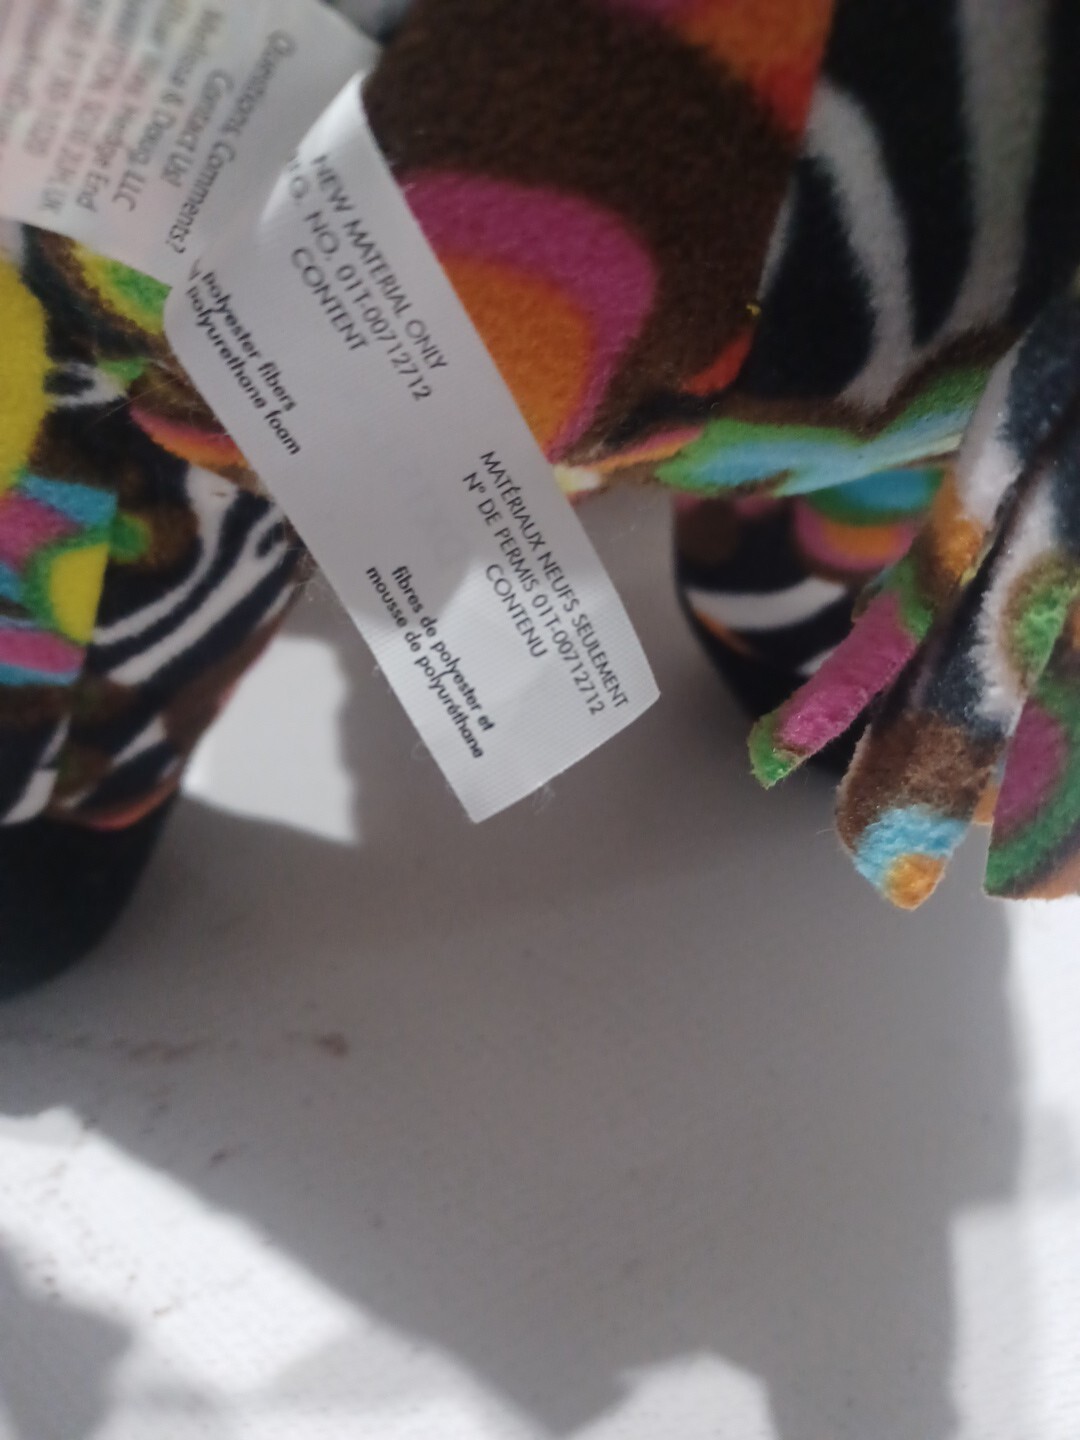 Questions? Comments?
Contact Us!
Melissa & Doug, LLC
NEW MATERIAL ONLY
NO. 01T-00712712
CONTENT
polyester fibers
polyurethane foam
MATÉRIAUX NEUFS SEULEMENT
N° DE PERMIS 01T-00712712
CONTENU
fibres de polyester et
mousse de polyuréthane